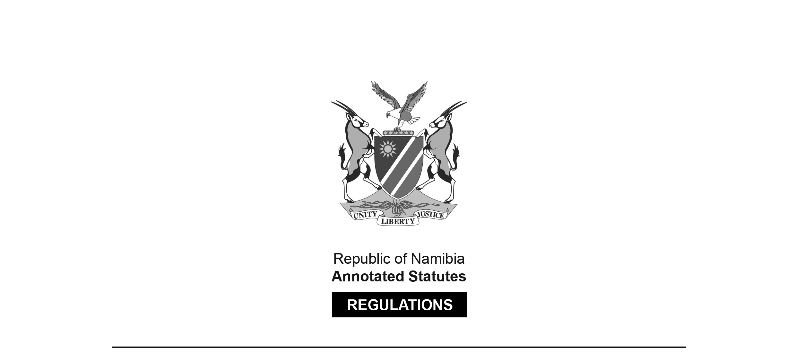 UNITY LIBERTY JUSTICE
Republic of Namibia
Annotated Statutes
REGULATIONS